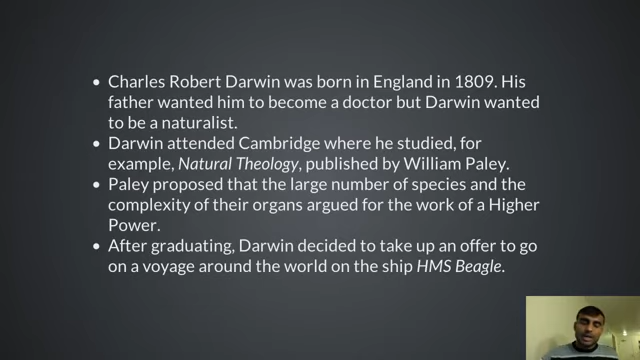 Charles Robert Darwin was born in England in 1809. His
father wanted him to become a doctor but Darwin wanted
to be a naturalist.
Darwin attended Cambridge where he studied, for
example, Natural Theology, published by William Paley.
Paley proposed that the large number of species and the
complexity of their organs argued for the work of a Higher
Power.
After graduating, Darwin decided to take up an offer to go
on a voyage around the world on the ship HMS Beagle.